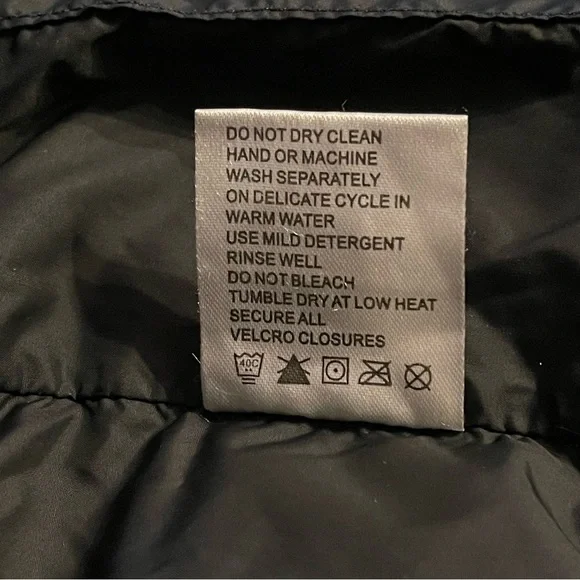 DO NOT DRY CLEAN
HAND OR MACHINE
WASH SEPARATELY
ON DELICATE CYCLE IN
WARM WATER
USE MILD DETERGENT
RINSE WELL
DO NOT BLEACH
TUMBLE DRY AT LOW HEAT
SECURE ALL
VELCRO CLOSURES
40C